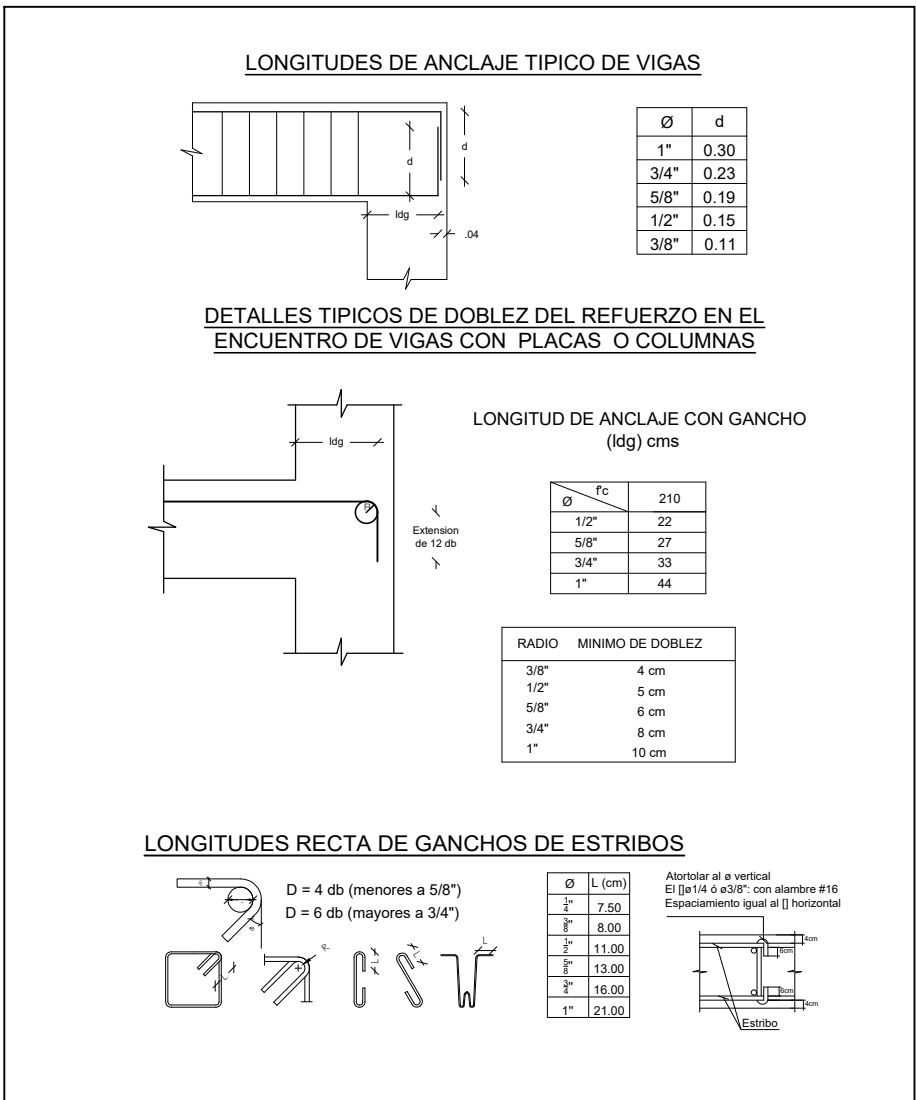 LONGITUDES DE ANCLAJE TIPICO DE VIGAS
Ø d
1" 0.30
3/4" 0.23
5/8" 0.19
1/2" 0.15
3/8" 0.11
d
d
ldg
.04
DETALLES TIPICOS DE DOBLEZ DEL REFUERZO EN EL
ENCUENTRO DE VIGAS CON PLACAS O COLUMNAS
ldg
R
Extension
de 12 db
LONGITUD DE ANCLAJE CON GANCHO
(ldg) cms
Ø f'c 210
1/2" 22
5/8" 27
3/4" 33
1" 44
RADIO MINIMO DE DOBLEZ
3/8" 4 cm
1/2" 5 cm
5/8" 6 cm
3/4" 8 cm
1" 10 cm
LONGITUDES RECTA DE GANCHOS DE ESTRIBOS
D = 4 db (menores a 5/8")
D = 6 db (mayores a 3/4")
L
R
L
L
L
Ø L (cm)
1/4" 7.50
3/8" 8.00
1/2" 11.00
5/8" 13.00
3/4" 16.00
1" 21.00
Atortolar al ø vertical
El []ø1/4 ó ø3/8": con alambre #16
Espaciamiento igual al [] horizontal
4cm
6cm
6cm
4cm
Estribo